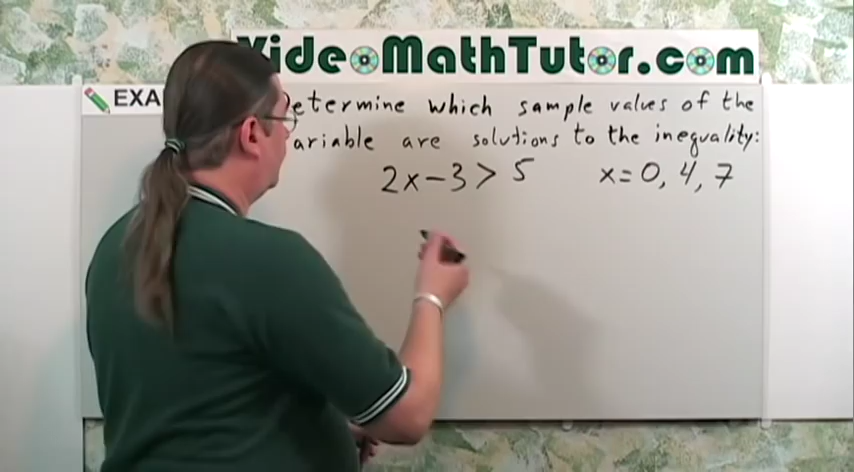 VideoMathTutor.com
EXA
etermine which sample values of the
ariable are solutions to the inequality:
2x-3> 5 x=0, 4, 7